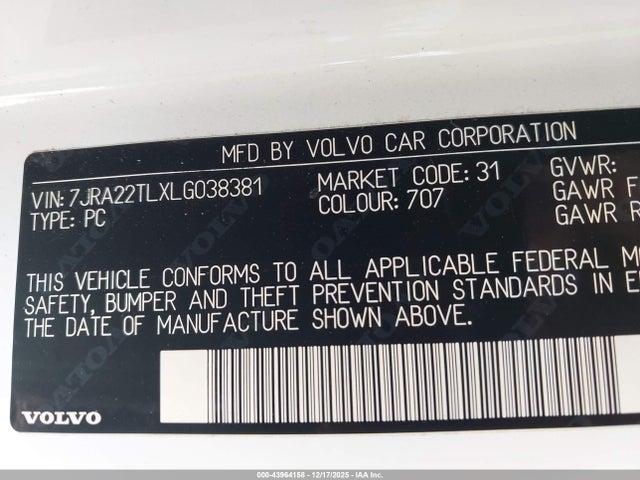 MFD BY VOLVO CAR CORPORATION
VIN: 7JRA22TLXLG038381 MARKET CODE: 31 GVWR:
TYPE: PC COLOUR: 707 GAWR F
GAWR R
THIS VEHICLE CONFORMS TO ALL APPLICABLE FEDERAL M
SAFETY, BUMPER AND THEFT PREVENTION STANDARDS IN E
THE DATE OF MANUFACTURE SHOWN ABOVE.
VOLVO
000-43964158 12/17/2025 IAA Inc.